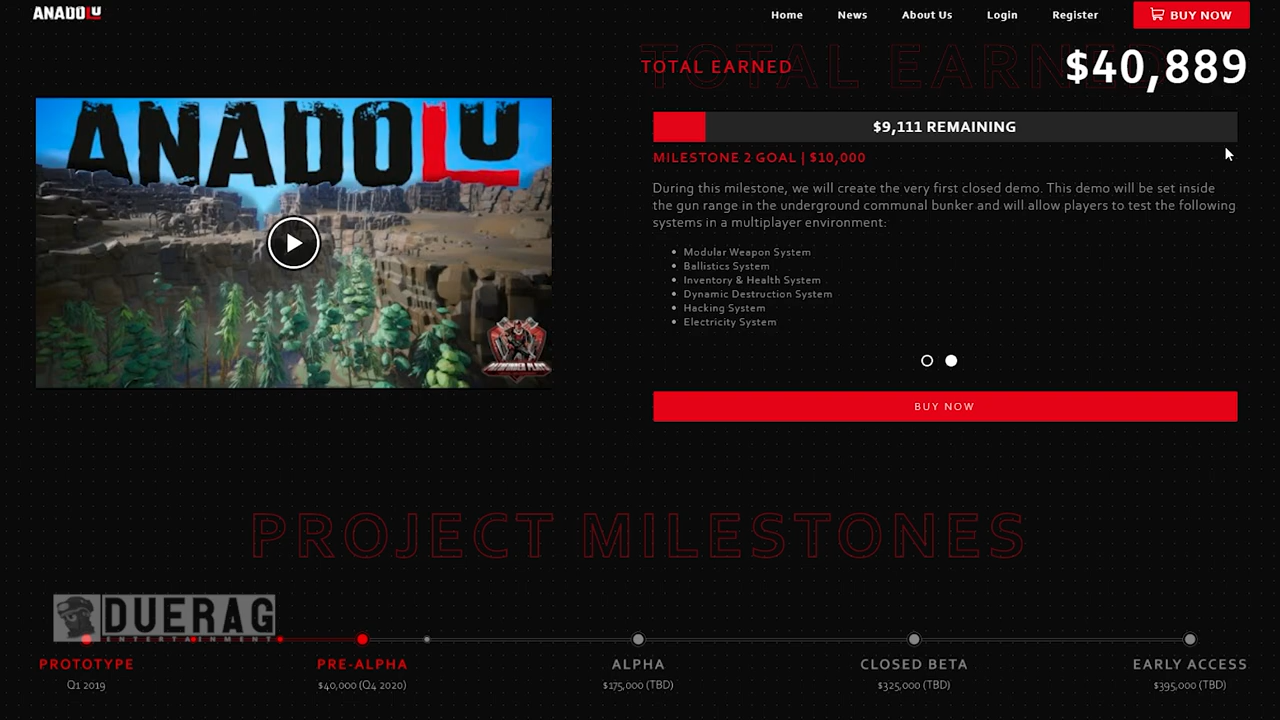 ANADOLU
Home News About Us Login Register BUY NOW
TOTAL EARNED
TOTAL EARNED
$40,889
ANADOLU
$9,111 REMAINING
MILESTONE 2 GOAL | $10,000
During this milestone, we will create the very first closed demo. This demo will be set inside
the gun range in the underground communal bunker and will allow players to test the following
systems in a multiplayer environment:
Modular Weapon System
Ballistics System
Inventory & Health System
Dynamic Destruction System
Hacking System
Electricity System
BUY NOW
PROJECT MILESTONES
DUERAG
ENTERTAINMENT
PROTOTYPE PRE-ALPHA ALPHA CLOSED BETA EARLY ACCESS
Q1 2019 $40,000 (Q4 2020) $175,000 (TBD) $325,000 (TBD) $395,000 (TBD)